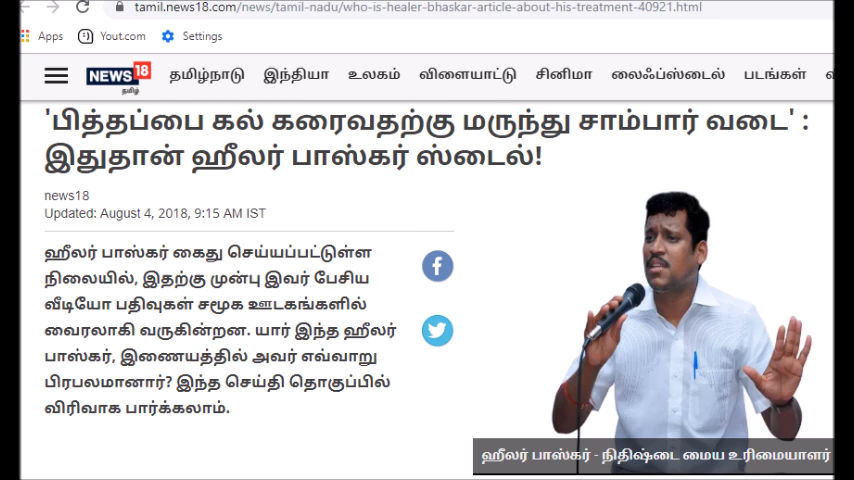 tamil.news18.com/news/tamil-nadu/who-is-healer-bhaskar-article-about-his-treatment-40921.html
Apps Yout.com Settings
NEWS 18 தமிழ் தமிழ்நாடு இந்தியா உலகம் விளையாட்டு சினிமா லைஃப்ஸ்டைல் படங்கள்
'பித்தப்பை கல் கரைவதற்கு மருந்து சாம்பார் வடை' :
இதுதான் ஹீலர் பாஸ்கர் ஸ்டைல்!
news18
Updated: August 4, 2018, 9:15 AM IST
ஹீலர் பாஸ்கர் கைது செய்யப்பட்டுள்ள
நிலையில், இதற்கு முன்பு இவர் பேசிய
வீடியோ பதிவுகள் சமூக ஊடகங்களில்
வைரலாகி வருகின்றன. யார் இந்த ஹீலர்
பாஸ்கர், இணையத்தில் அவர் எவ்வாறு
பிரபலமானார்? இந்த செய்தி தொகுப்பில்
விரிவாக பார்க்கலாம்.
ஹீலர் பாஸ்கர் - நிதிஷ்டை மைய உரிமையாளர்